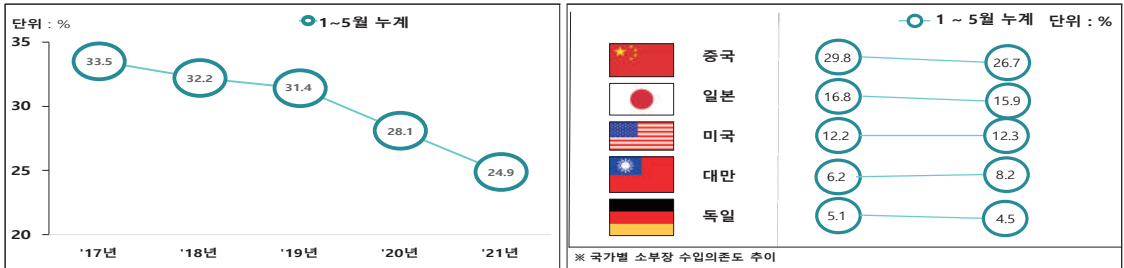 단위 : %
1~5월 누계
35
33.5
32.2
31.4
30
28.1
25
24.9
20
'17년 '18년 '19년 '20년 '21년
1 ~ 5월 누계 단위 : %
중국 29.8 26.7
일본 16.8 15.9
미국 12.2 12.3
대만 6.2 8.2
독일 5.1 4.5
※ 국가별 소부장 수입의존도 추이